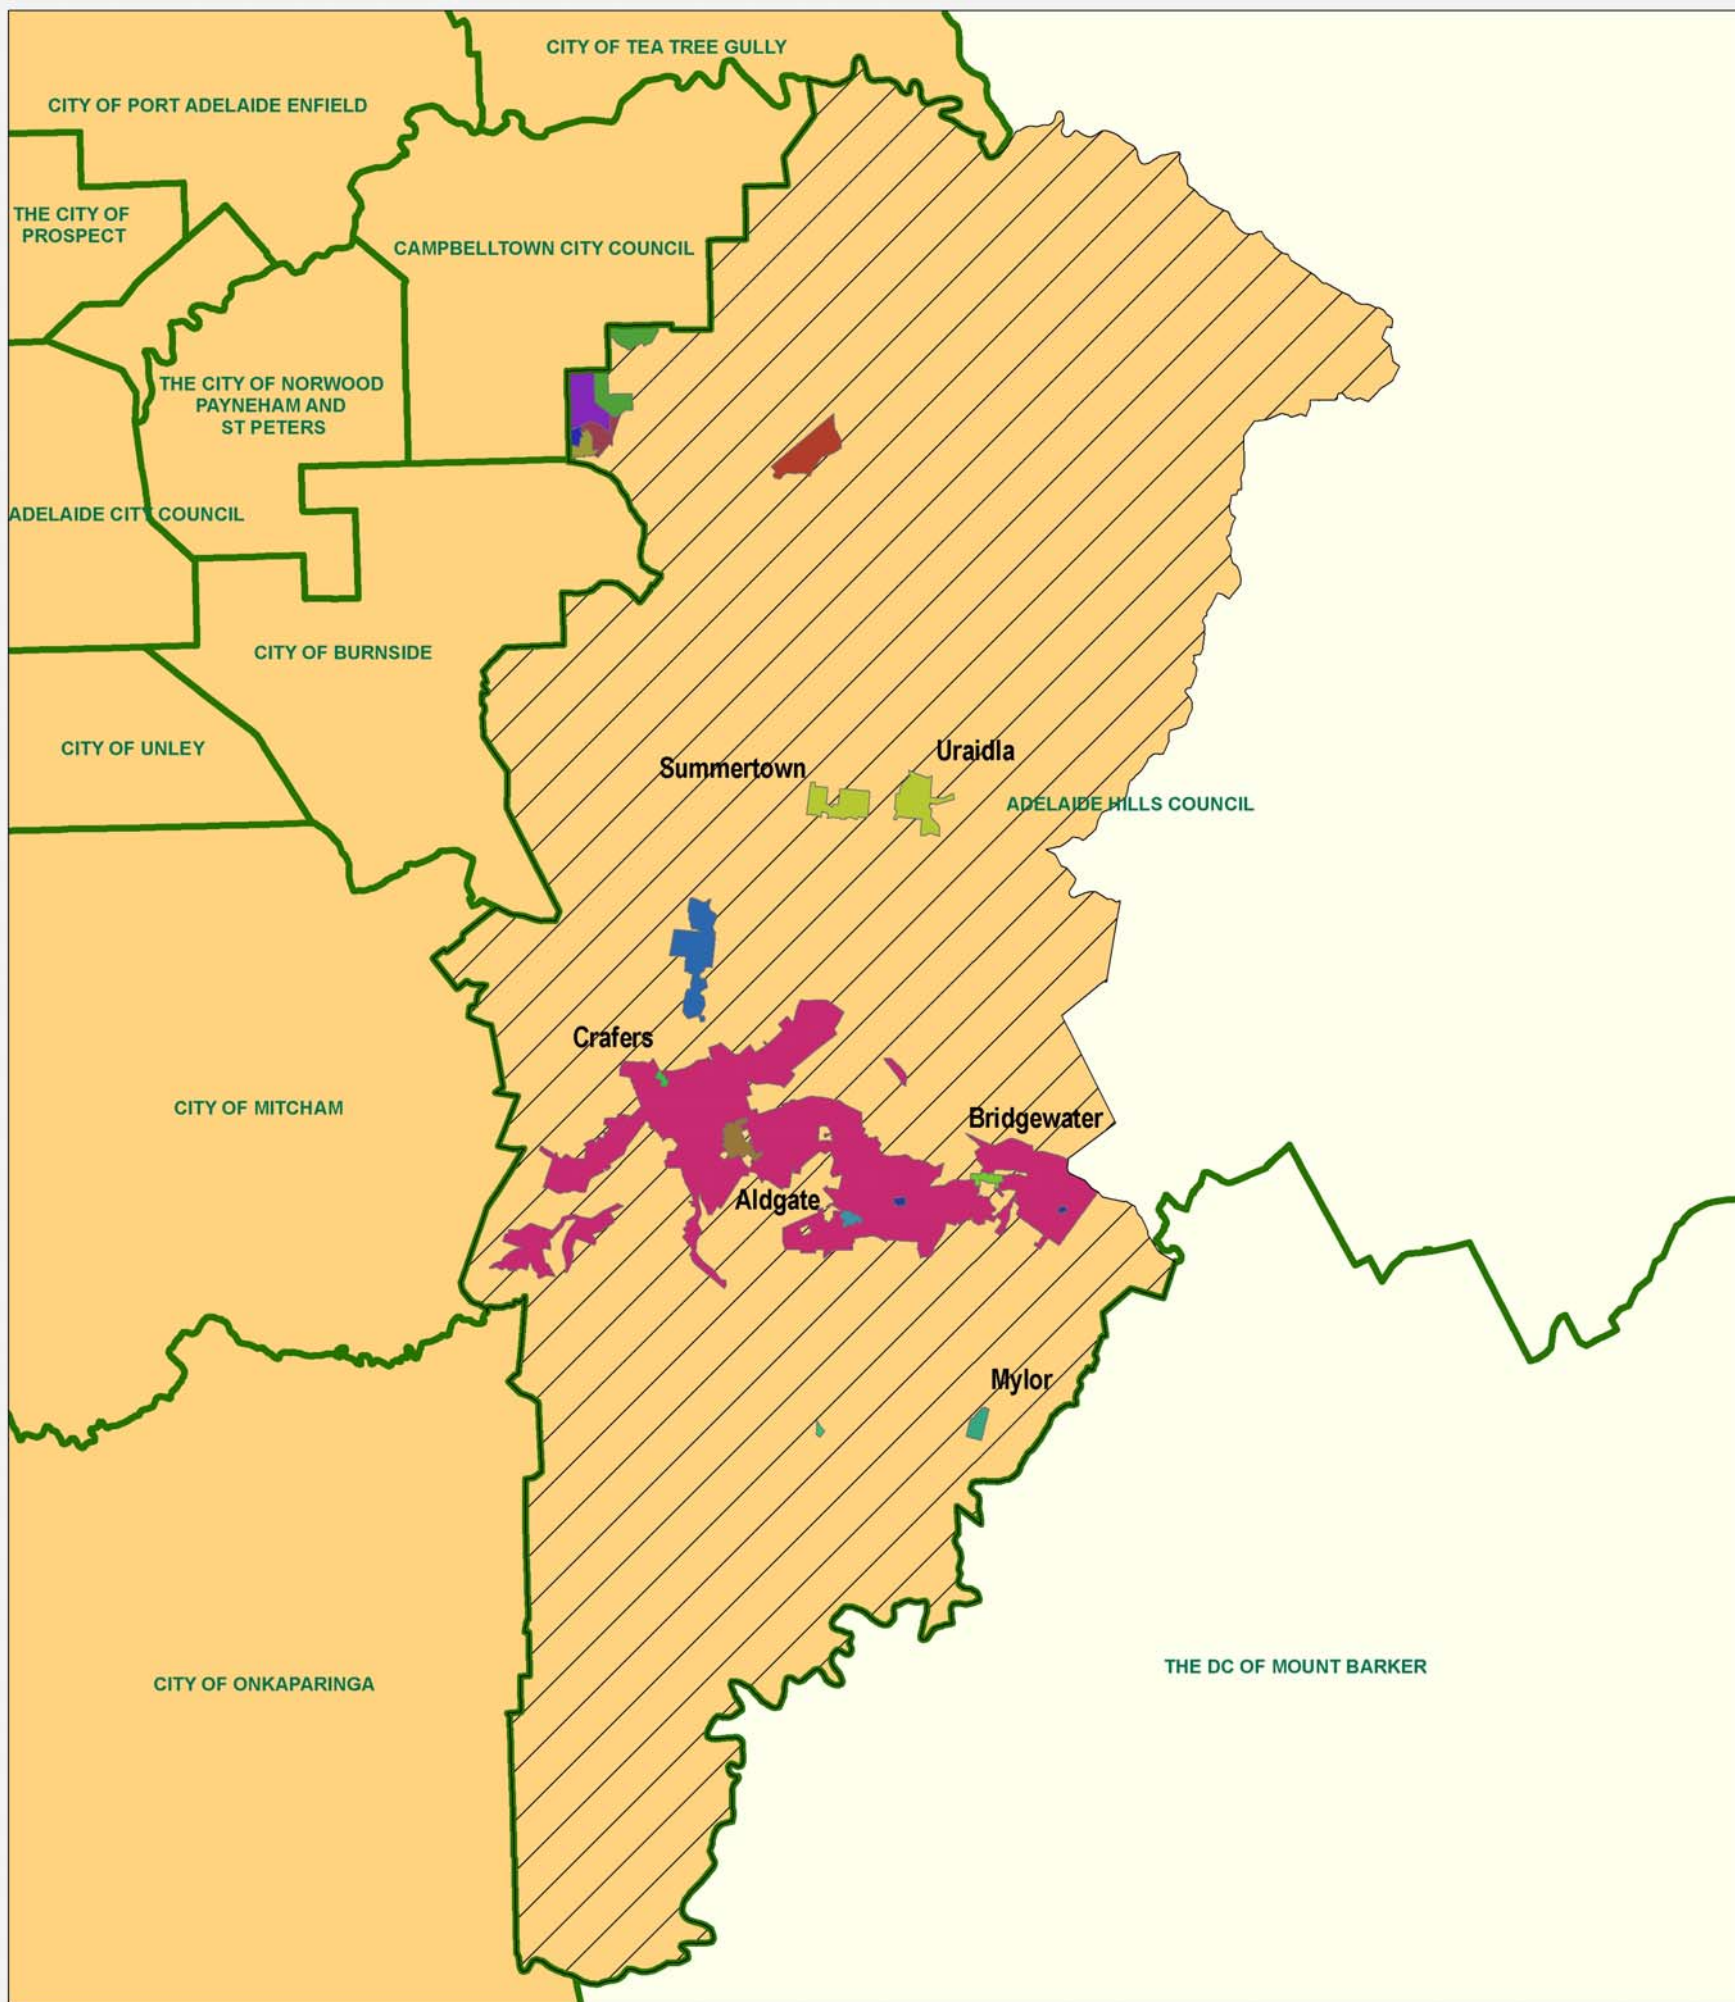 CITY OF TEA TREE GULLY
CITY OF PORT ADELAIDE ENFIELD
THE CITY OF
PROSPECT
CAMPBELLTOWN CITY COUNCIL
THE CITY OF NORWOOD
PAYNEHAM AND
ST PETERS
ADELAIDE CITY COUNCIL
CITY OF BURNSIDE
CITY OF UNLEY
Uraidla
Summertown
ADELAIDE HILLS COUNCIL
Crafers
CITY OF MITCHAM
Bridgewater
Aldgate
Mylor
THE DC OF MOUNT BARKER
CITY OF ONKAPARINGA